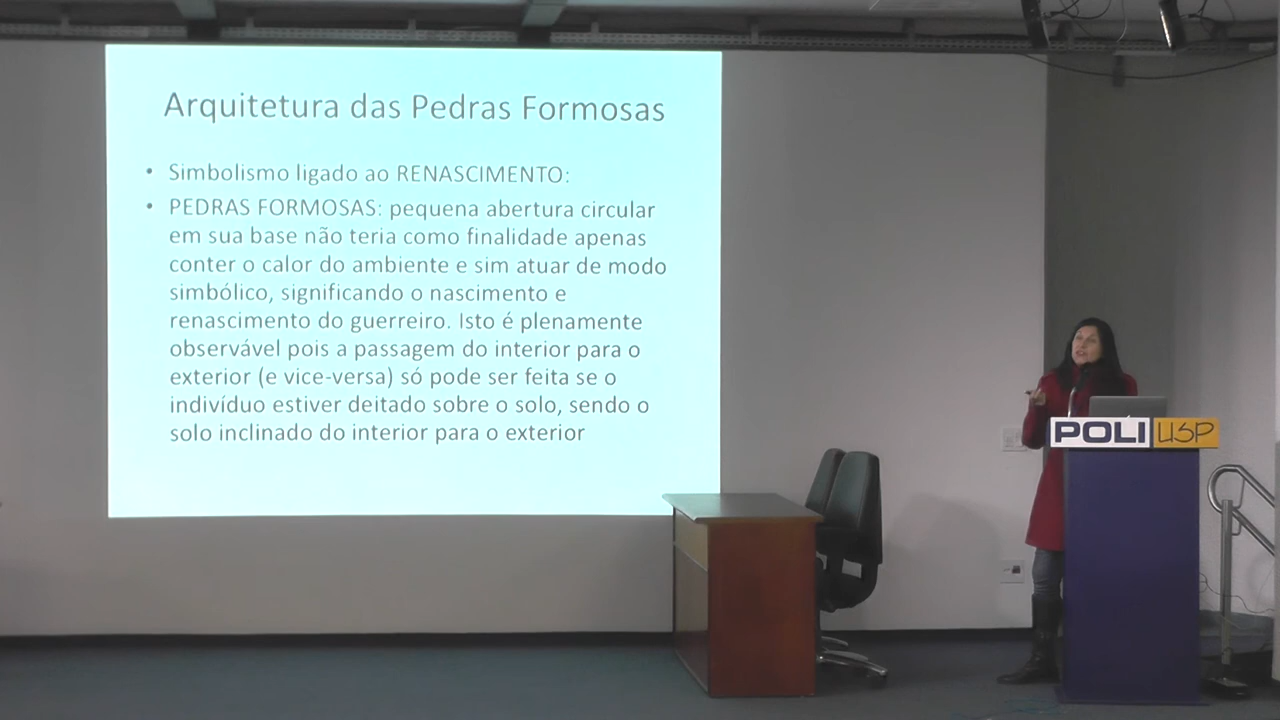 Arquitetura das Pedras Formosas
• Simbolismo ligado ao RENASCIMENTO:
• PEDRAS FORMOSAS: pequena abertura circular
em sua base não teria como finalidade apenas
conter o calor do ambiente e sim atuar de modo
simbólico, significando o nascimento e
renascimento do guerreiro. Isto é plenamente
observável pois a passagem do interior para o
exterior (e vice-versa) só pode ser feita se o
indivíduo estiver deitado sobre o solo, sendo o
solo inclinado do interior para o exterior
POLI USP